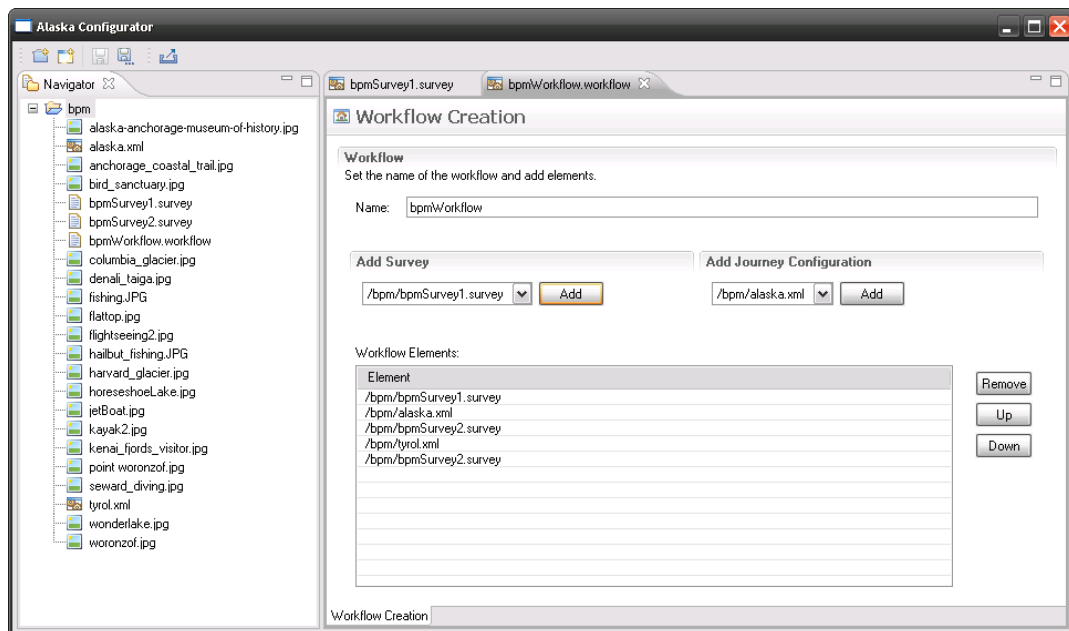 Alaska Configurator
Navigator
bpm
alaska-anchorage-museum-of-history.jpg
alaska.xml
anchorage_coastal_trail.jpg
bird_sanctuary.jpg
bpmSurvey1.survey
bpmSurvey2.survey
bpmWorkflow.workflow
columbia_glacier.jpg
denali_taiga.jpg
fishing.JPG
flattop.jpg
flightseeing2.jpg
hailbut_fishing.JPG
harvard_glacier.jpg
horeseshoeLake.jpg
jetBoat.jpg
kayak2.jpg
kenai_fjords_visitor.jpg
point woronzof.jpg
seward_diving.jpg
tyrol.xml
wonderlake.jpg
woronzof.jpg
bpmSurvey1.survey bpmWorkflow.workflow
Workflow Creation
Workflow
Set the name of the workflow and add elements.
Name: bpmWorkflow
Add Survey
/bpm/bpmSurvey1.survey Add
Add Journey Configuration
/bpm/alaska.xml Add
Workflow Elements:
Element
/bpm/bpmSurvey1.survey
/bpm/alaska.xml
/bpm/bpmSurvey2.survey
/bpm/tyrol.xml
/bpm/bpmSurvey2.survey
Remove
Up
Down
Workflow Creation